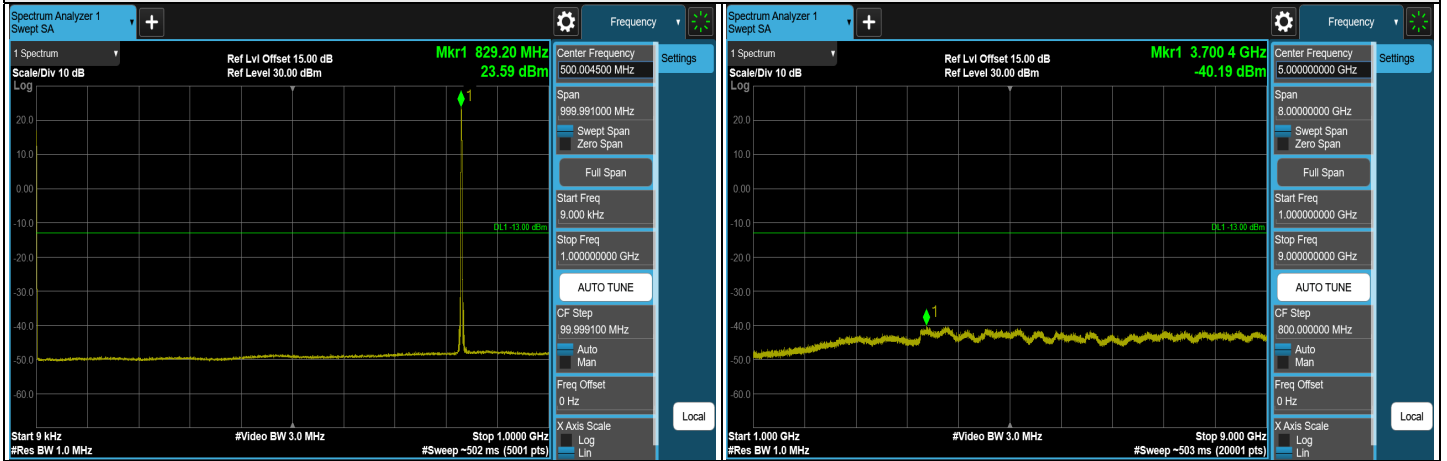 Spectrum Analyzer 1
Swept SA
+
Frequency
1 Spectrum
Scale/Div 10 dB
Log
Ref Lvl Offset 15.00 dB
Ref Level 30.00 dBm
Mkr1 829.20 MHz
23.59 dBm
1
20.0
10.0
0.00
-10.0
-20.0
-30.0
-40.0
-50.0
-60.0
DL1 -13.00 dBm
Start 9 kHz
#Res BW 1.0 MHz
#Video BW 3.0 MHz
Stop 1.0000 GHz
#Sweep ~502 ms (5001 pts)
Center Frequency
500.004500 MHz
Span
999.991000 MHz
Swept Span
Zero Span
Full Span
Start Freq
9.000 kHz
Stop Freq
1.000000000 GHz
AUTO TUNE
CF Step
99.999100 MHz
Auto
Man
Freq Offset
0 Hz
X Axis Scale
Log
Lin
Settings
Local
Spectrum Analyzer 1
Swept SA
+
Frequency
1 Spectrum
Scale/Div 10 dB
Log
Ref Lvl Offset 15.00 dB
Ref Level 30.00 dBm
Mkr1 3.700 4 GHz
-40.19 dBm
1
20.0
10.0
0.00
-10.0
-20.0
-30.0
-40.0
-50.0
-60.0
DL1 -13.00 dBm
Start 1.000 GHz
#Res BW 1.0 MHz
#Video BW 3.0 MHz
Stop 9.000 GHz
#Sweep ~503 ms (20001 pts)
Center Frequency
5.000000000 GHz
Span
8.00000000 GHz
Swept Span
Zero Span
Full Span
Start Freq
1.000000000 GHz
Stop Freq
9.000000000 GHz
AUTO TUNE
CF Step
800.000000 MHz
Auto
Man
Freq Offset
0 Hz
X Axis Scale
Log
Lin
Settings
Local